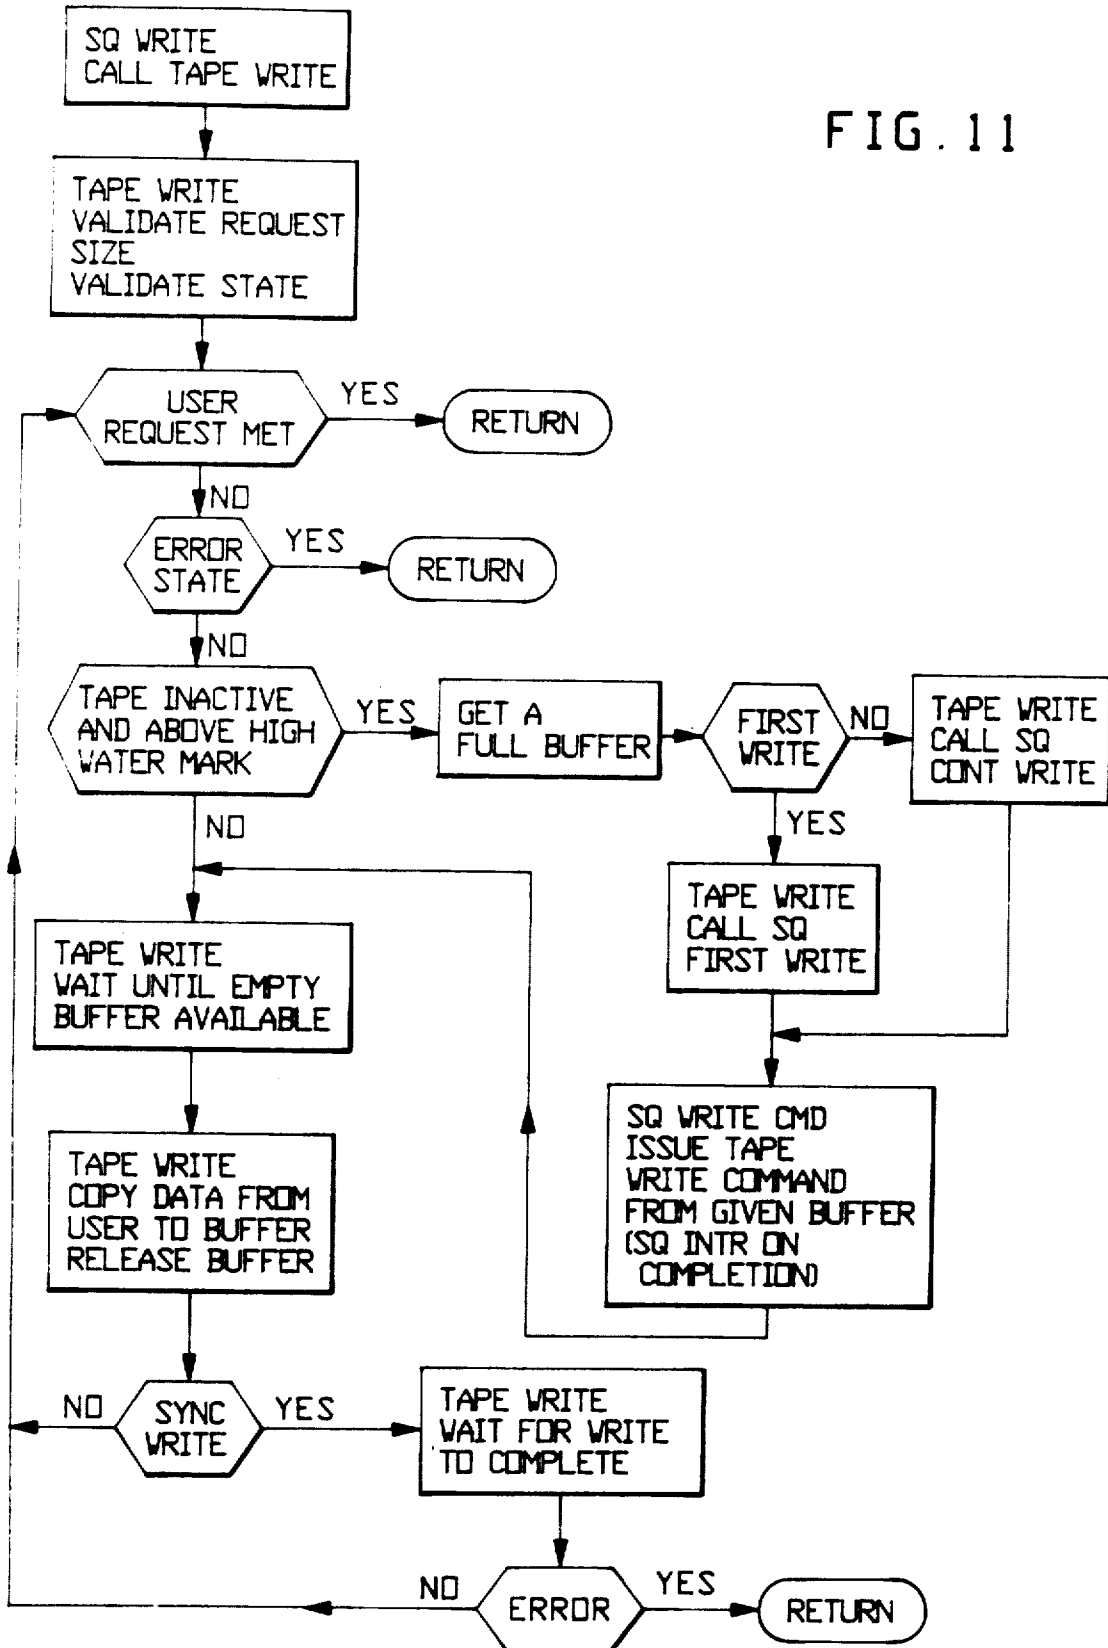 SQ WRITE
CALL TAPE WRITE
FIG. 11
TAPE WRITE
VALIDATE REQUEST
SIZE
VALIDATE STATE
USER
REQUEST MET
YES
RETURN
NO
ERROR
STATE
YES
RETURN
NO
TAPE INACTIVE
AND ABOVE HIGH
WATER MARK
YES
GET A
FULL BUFFER
FIRST
WRITE
NO
TAPE WRITE
CALL SQ
CONT WRITE
NO
YES
TAPE WRITE
CALL SQ
FIRST WRITE
TAPE WRITE
WAIT UNTIL EMPTY
BUFFER AVAILABLE
SQ WRITE CMD
ISSUE TAPE
WRITE COMMAND
FROM GIVEN BUFFER
(SQ INTR ON
COMPLETION)
TAPE WRITE
COPY DATA FROM
USER TO BUFFER
RELEASE BUFFER
NO
SYNC
WRITE
YES
TAPE WRITE
WAIT FOR WRITE
TO COMPLETE
NO
ERROR
YES
RETURN